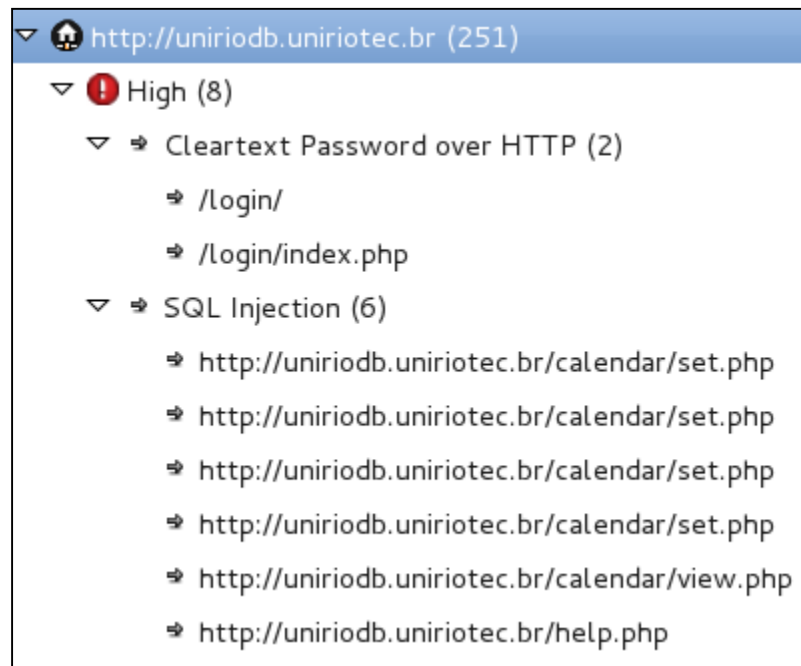 http://uniriodb.uniriotec.br (251)
High (8)
Cleartext Password over HTTP (2)
/login/
/login/index.php
SQL Injection (6)
http://uniriodb.uniriotec.br/calendar/set.php
http://uniriodb.uniriotec.br/calendar/set.php
http://uniriodb.uniriotec.br/calendar/set.php
http://uniriodb.uniriotec.br/calendar/set.php
http://uniriodb.uniriotec.br/calendar/view.php
http://uniriodb.uniriotec.br/help.php